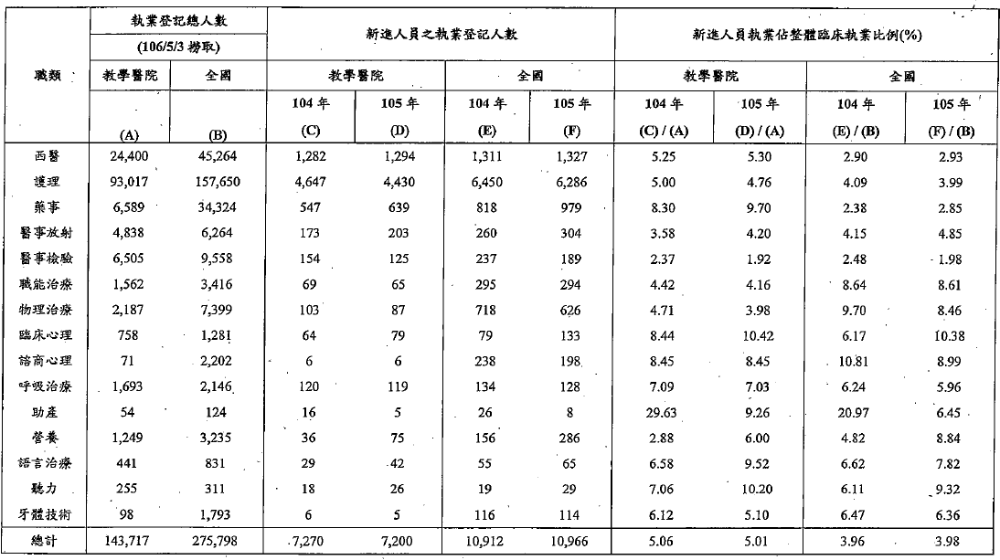 職類 執業登記總人數 (106/5/3 撈取) 新進人員之執業登記人數 新進人員執業佔整體臨床執業比例(%)
教學醫院 全國 教學醫院 全國 教學醫院 全國
104 年 105 年 104 年 105 年 104 年 105 年 104 年 105 年
(A) (B) (C) (D) (E) (F) (C) / (A) (D) / (A) (E) / (B) (F) / (B)
西醫 24,400 45,264 1,282 1,294 1,311 1,327 5.25 5.30 2.90 2.93
護理 93,017 157,650 4,647 4,430 6,450 6,286 5.00 4.76 4.09 3.99
藥事 6,589 34,324 547 639 818 979 8.30 9.70 2.38 2.85
醫事放射 4,838 6,264 173 203 260 304 3.58 4.20 4.15 4.85
醫事檢驗 6,505 9,558 154 125 237 189 2.37 1.92 2.48 1.98
職能治療 1,562 3,416 69 65 295 294 4.42 4.16 8.64 8.61
物理治療 2,187 7,399 103 87 718 626 4.71 3.98 9.70 8.46
臨床心理 758 1,281 64 79 79 133 8.44 10.42 6.17 10.38
諮商心理 71 2,202 6 6 238 198 8.45 8.45 10.81 8.99
呼吸治療 1,693 2,146 120 119 134 128 7.09 7.03 6.24 5.96
助產 54 124 16 5 26 8 29.63 9.26 20.97 6.45
營養 1,249 3,235 36 75 156 286 2.88 6.00 4.82 8.84
語言治療 441 831 29 42 55 65 6.58 9.52 6.62 7.82
聽力 255 311 18 26 19 29 7.06 10.20 6.11 9.32
牙體技術 98 1,793 6 5 116 114 6.12 5.10 6.47 6.36
總計 143,717 275,798 7,270 7,200 10,912 10,966 5.06 5.01 3.96 3.98